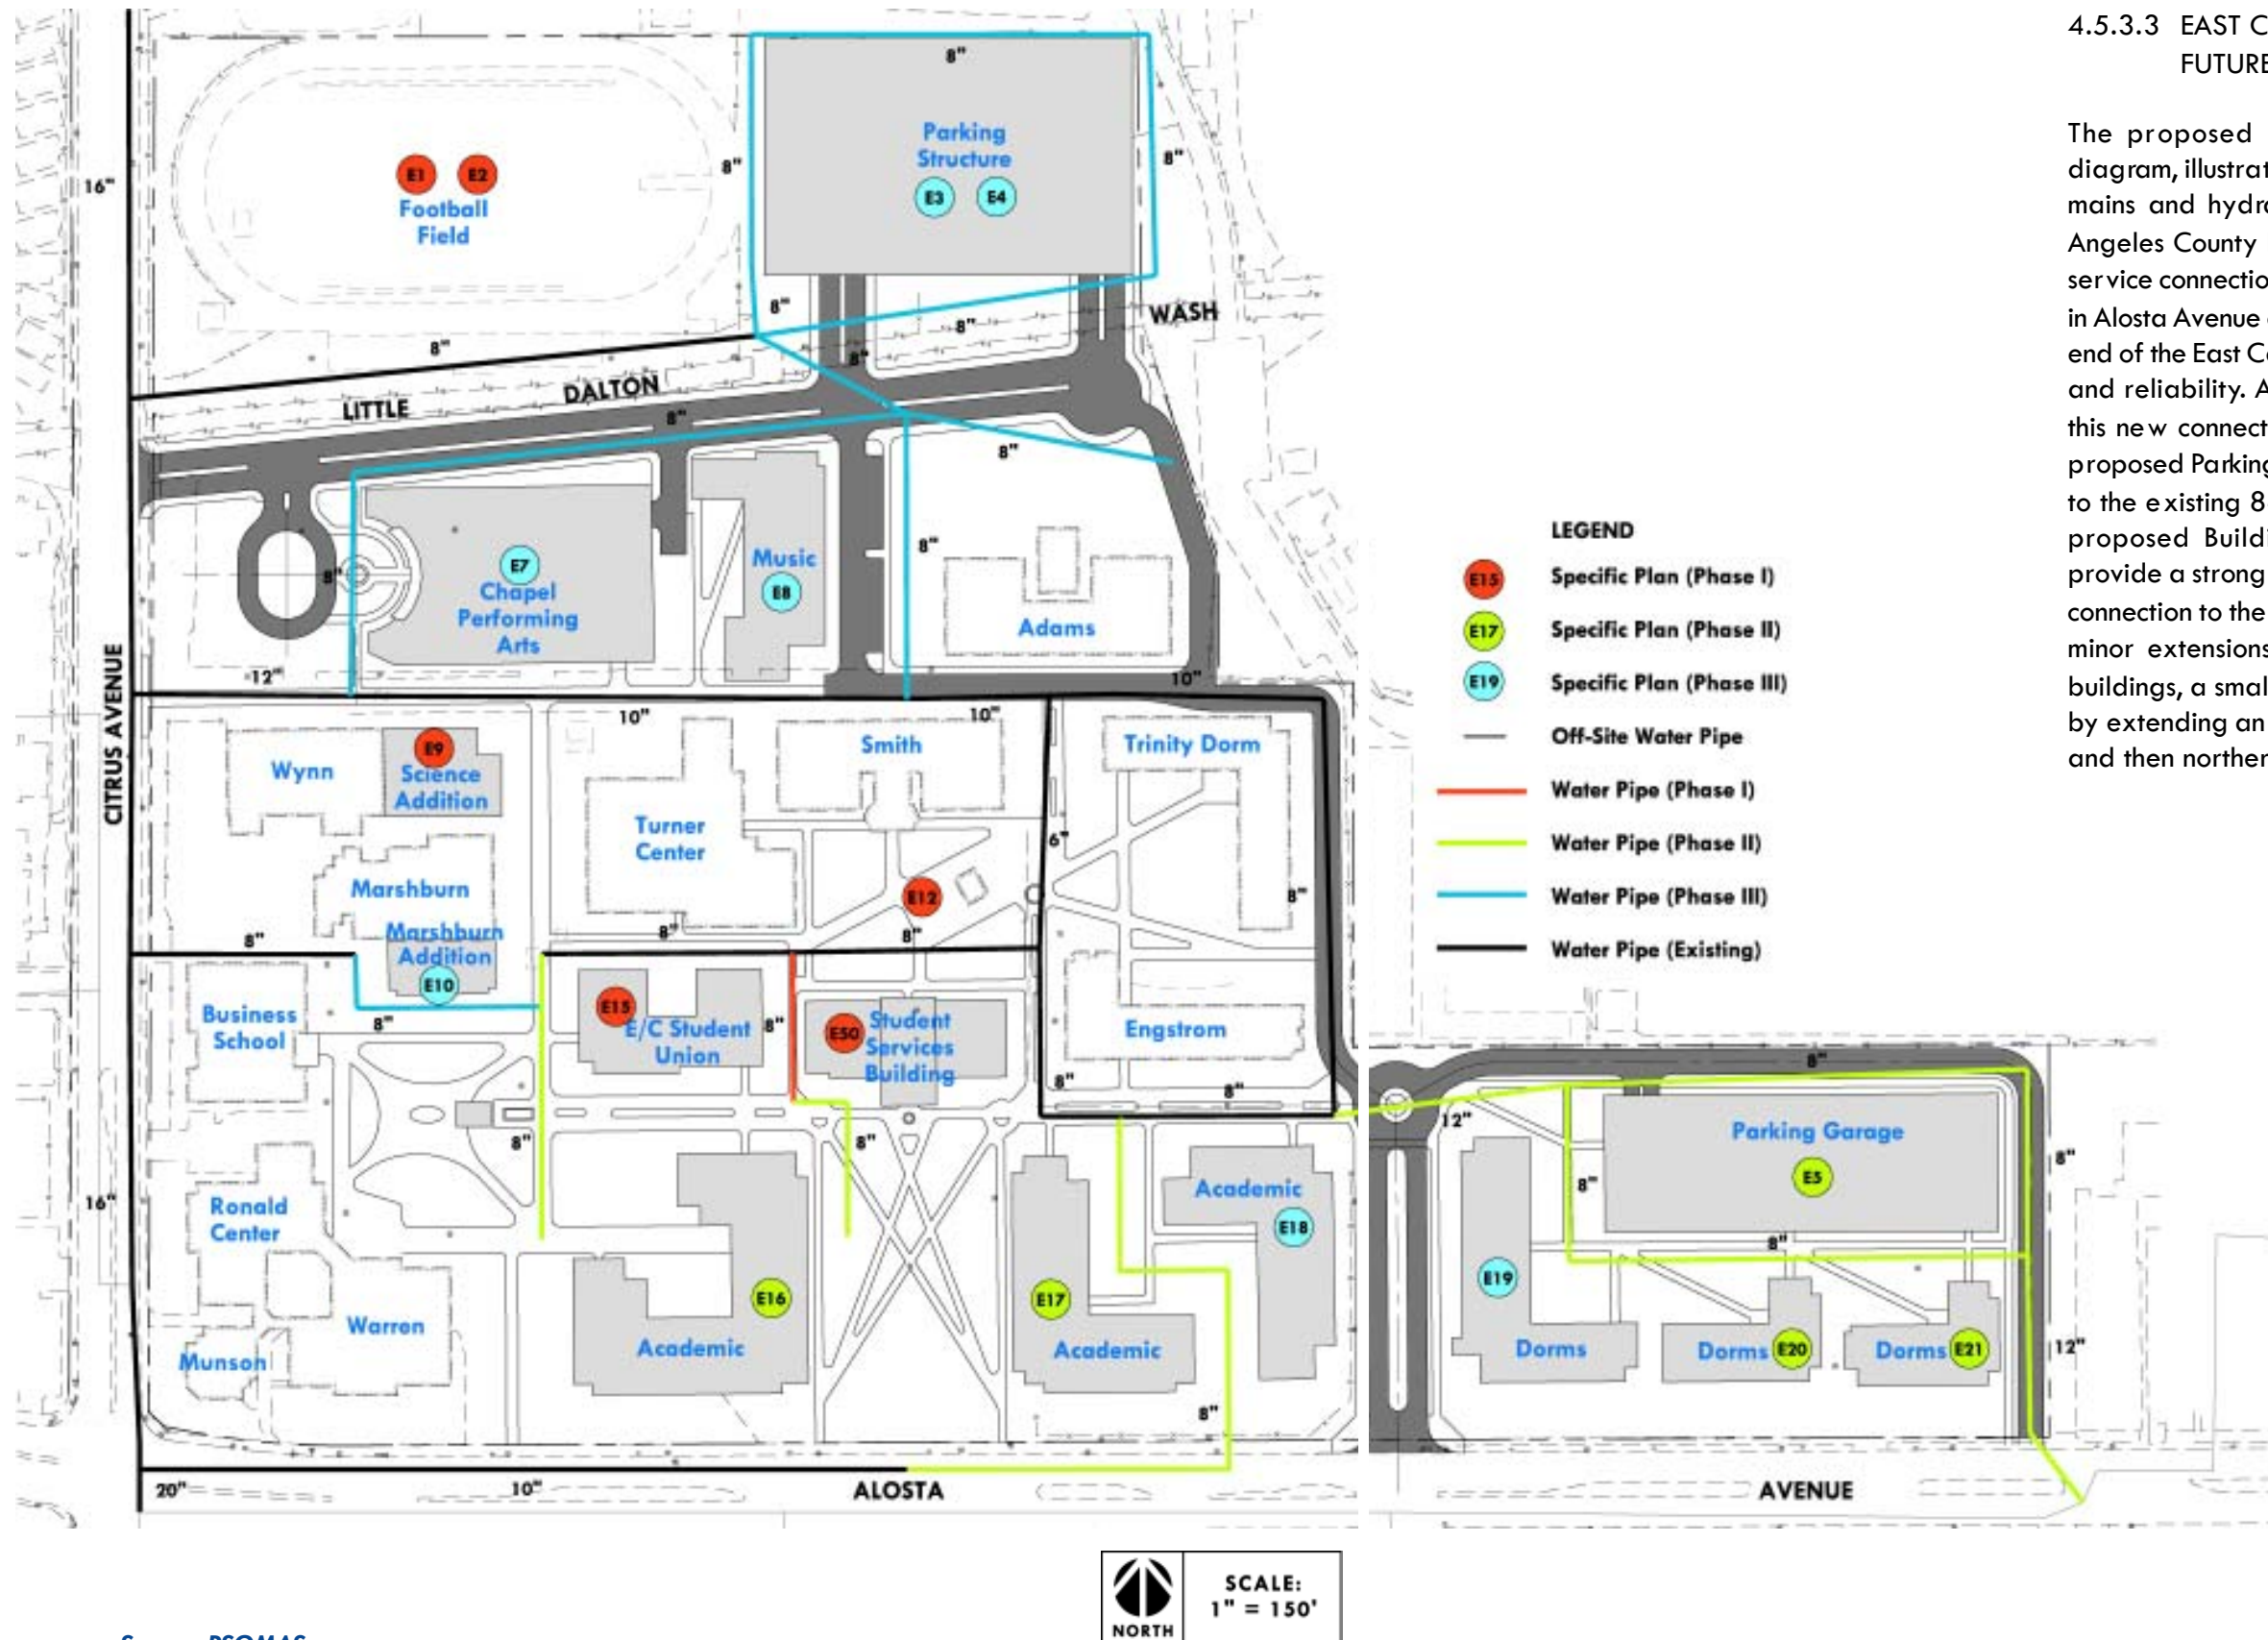 8"
16"
8"
Parking
Structure
8"
E1
E2
E3
E4
Football
Field
8"
8"
WASH
8"
8"
LITTLE
DALTON
8"
8"
8"
8"
E7
Chapel
Performing
Arts
Music
E8
Adams
12"
10"
CITRUS AVENUE
10"
10"
Wynn
E9
Science
Addition
Smith
Trinity Dorm
Turner
Center
6"
Marshburn
E12
8"
8"
Marshburn
Addition
8"
8"
E10
Business
School
8"
E15
E/C Student
Union
8"
E50
Student
Services
Building
Engstrom
8"
8"
8"
8"
16"
Ronald
Center
Academic
E18
E16
E17
Warren
Munson
Academic
Academic
8"
20"
10"
ALOSTA
LEGEND
E15 Specific Plan (Phase I)
E17 Specific Plan (Phase II)
E19 Specific Plan (Phase III)
Off-Site Water Pipe
Water Pipe (Phase I)
Water Pipe (Phase II)
Water Pipe (Phase III)
Water Pipe (Existing)
8"
12"
Parking Garage
E5
8"
8"
8"
E19
Dorms
Dorms
E20
Dorms
E21
12"
AVENUE
NORTH
SCALE:
1" = 150'
4.5.3.3 EAST C
FUTURE
The proposed
diagram, illustrat
mains and hydr
Angeles County
service connectio
in Alosta Avenue
end of the East C
and reliability. A
this new connect
proposed Parking
to the existing 8
proposed Buildi
provide a strong
connection to the
minor extensions
buildings, a smal
by extending an
and then norther